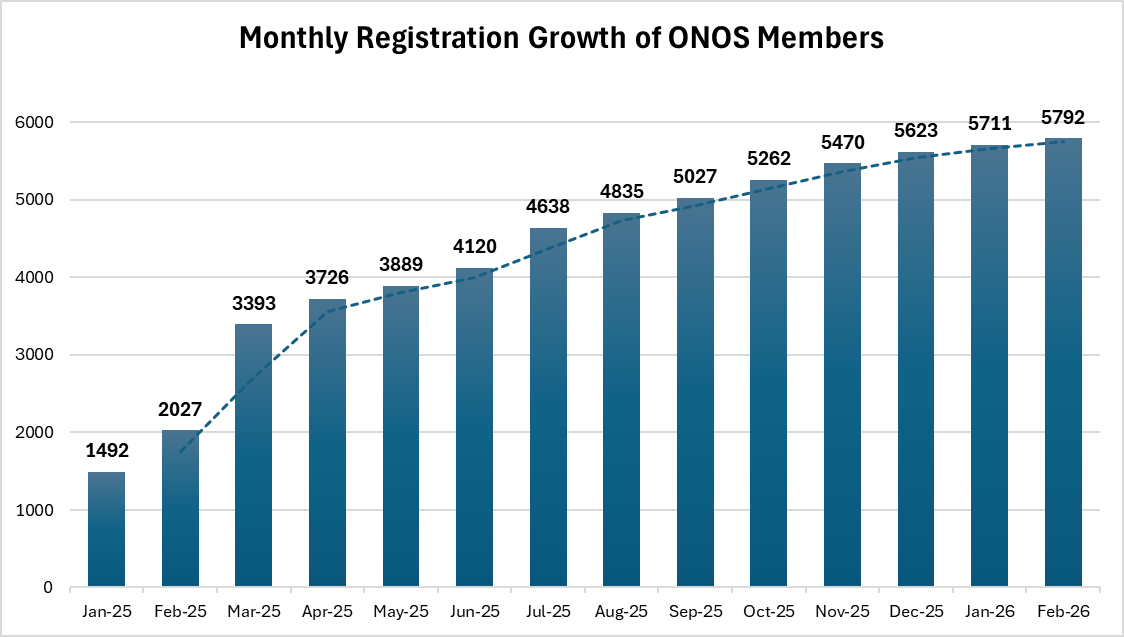 Monthly Registration Growth of ONOS Members
6000
5000
4000
3000
2000
1000
0
1492
2027
3393
3726
3889
4120
4638
4835
5027
5262
5470
5623
5711
5792
Jan-25
Feb-25
Mar-25
Apr-25
May-25
Jun-25
Jul-25
Aug-25
Sep-25
Oct-25
Nov-25
Dec-25
Jan-26
Feb-26